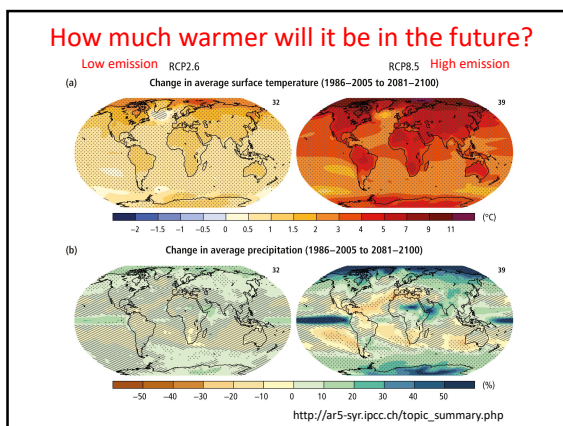 How much warmer will it be in the future?
Low emission RCP2.6 RCP8.5 High emission
(a) Change in average surface temperature (1986−2005 to 2081−2100)
32 39
−2 −1.5 −1 −0.5 0 0.5 1 1.5 2 3 4 5 7 9 11 (°C)
(b) Change in average precipitation (1986−2005 to 2081−2100)
32 39
−50 −40 −30 −20 −10 0 10 20 30 40 50 (%)
http://ar5-syr.ipcc.ch/topic_summary.php